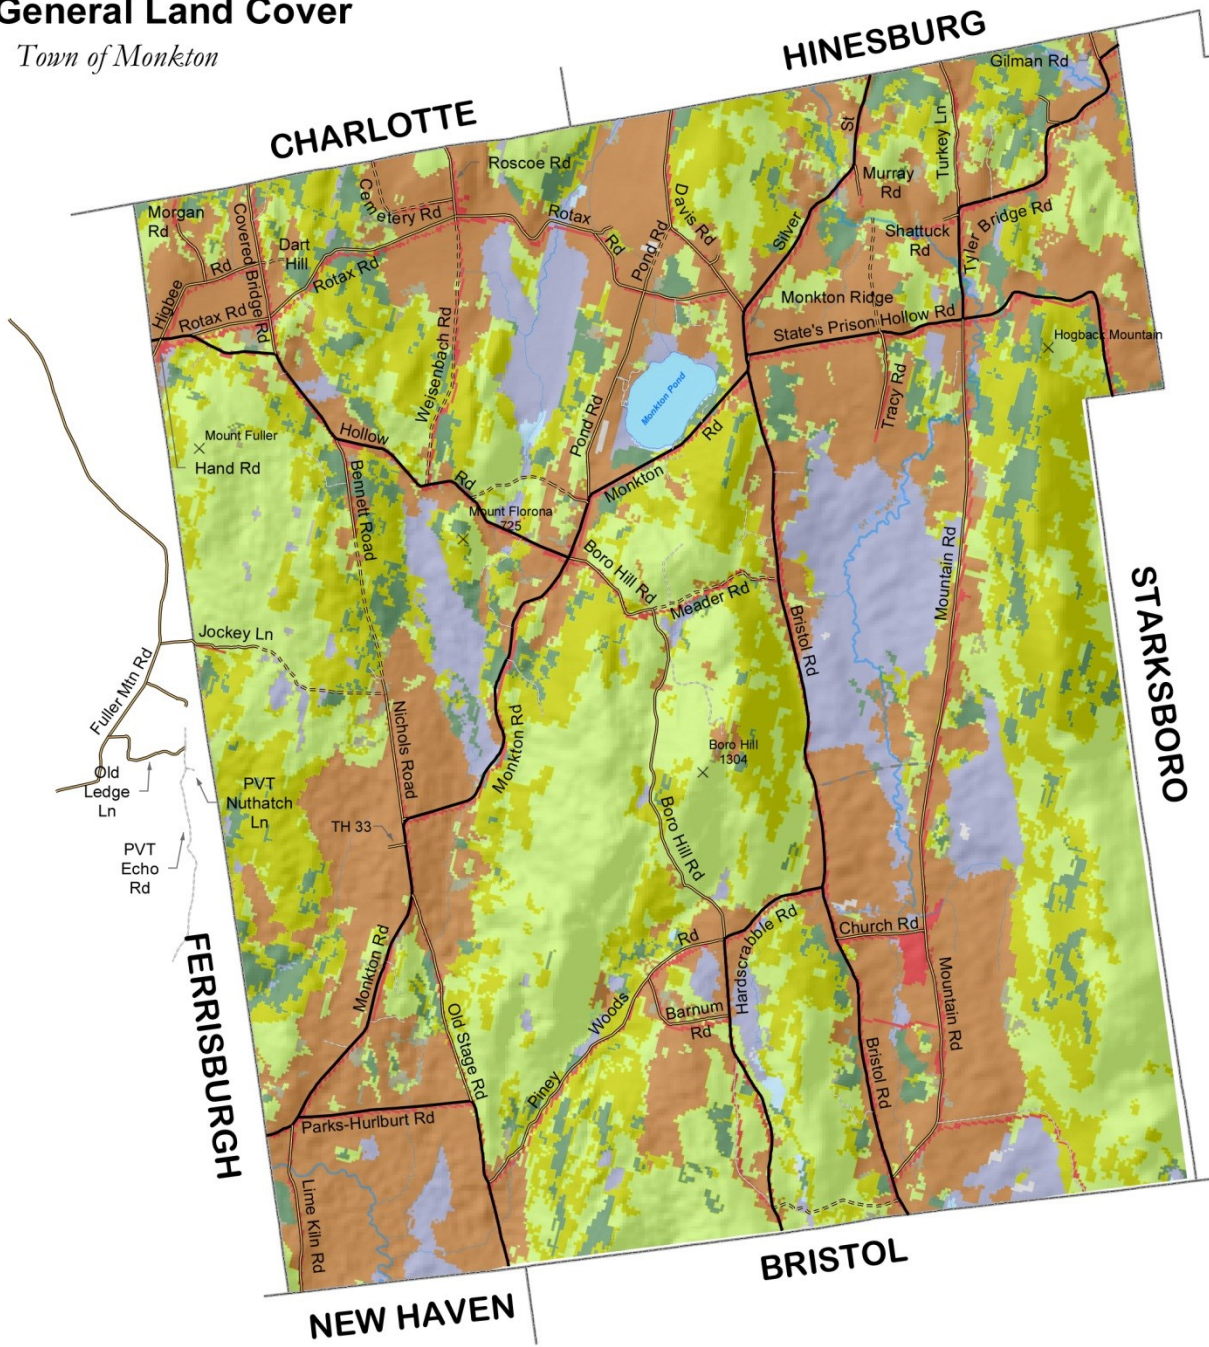 General Land Cover
Town of Monkton
HINESBURG
CHARLOTTE
Gilman Rd
Roscoe Rd
St
Turkey Ln
Murray
Rd
Morgan
Rd
Covered Bridge Rd
Cemetery Rd
Rotax
Rd
Davis Rd
Pond Rd
Silver
Shattuck
Rd
Tyler Bridge Rd
Dart
Hill
Rd
Higbee
Rotax Rd
Rotax Rd
Monkton Ridge
State's Prison Hollow Rd
Hogback Mountain
Weisenbach Rd
Monkton Pond
Tracy Rd
Pond Rd
Mount Fuller
Hand Rd
Hollow
Rd
Bennett Road
Monkton
Rd
Mount Florona
725
Boro Hill Rd
Meader Rd
Mountain Rd
Bristol Rd
STARKSBORO
Jockey Ln
Fuller Mtn Rd
Nichols Road
Monkton Rd
Boro Hill
1304
Old
Ledge
Ln
PVT
Nuthatch
Ln
TH 33
PVT
Echo
Rd
Boro Hill Rd
Hardscrabble Rd
Church Rd
Rd
Monkton Rd
FERRISBURGH
Mountain Rd
Woods
Barnum
Rd
Old Stage Rd
Bristol Rd
Piney
Parks-Hurlburt Rd
Lime Kiln Rd
BRISTOL
NEW HAVEN